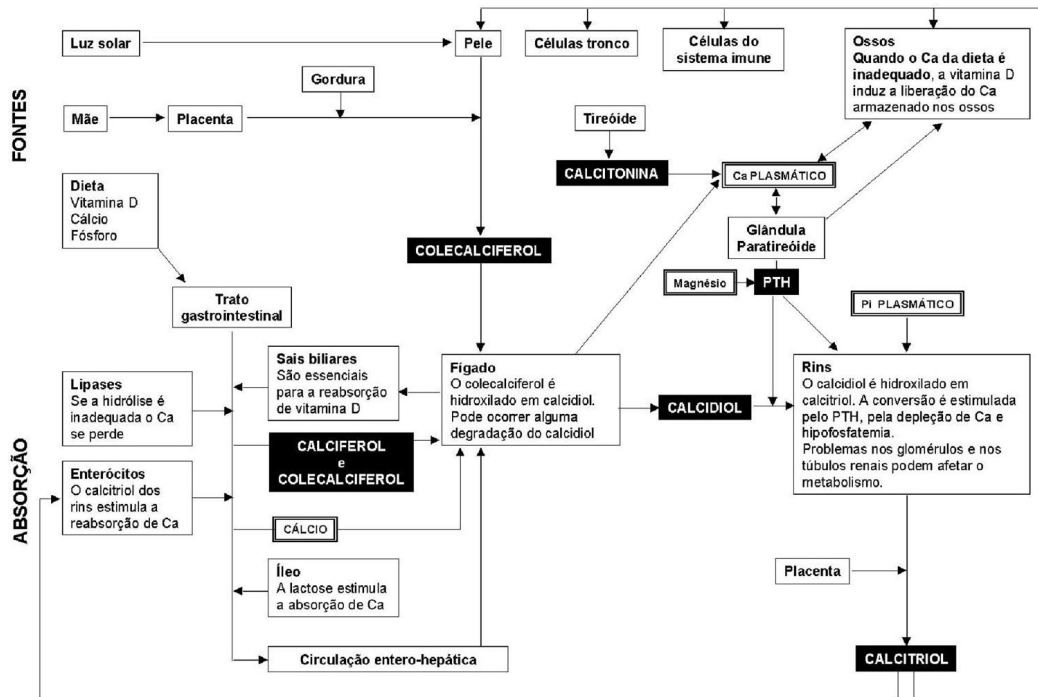 FONTES
Luz solar
Pele
Células tronco
Células do
sistema imune
Ossos
Quando o Ca da dieta é
inadequado, a vitamina D
induz a liberação do Ca
armazenado nos ossos
Gordura
Mãe
Placenta
Tireóide
CALCITONINA
Ca PLASMÁTICO
Dieta
Vitamina D
Cálcio
Fósforo
Glândula
Paratireóide
COLECALCIFEROL
Magnésio
PTH
Pi PLASMÁTICO
Trato
gastrointestinal
ABSORÇÃO
Lipases
Se a hidrólise é
inadequada o Ca
se perde
Sais biliares
São essenciais
para a reabsorção
de vitamina D
Fígado
O colecalciferol é
hidroxilado em calcidiol.
Pode ocorrer alguma
degradação do calcidiol
CALCIDIOL
Rins
O calcidiol é hidroxilado em
calcitriol. A conversão é estimulada
pelo PTH, pela depleção de Ca e
hipofosfatemia.
Problemas nos glomérulos e nos
túbulos renais podem afetar o
metabolismo.
CALCIFEROL
e
COLECALCIFEROL
Enterócitos
O calcitriol dos
rins estimula a
reabsorção de Ca
CÁLCIO
Íleo
A lactose estimula
a absorção de Ca
Placenta
Circulação entero-hepática
CALCITRIOL